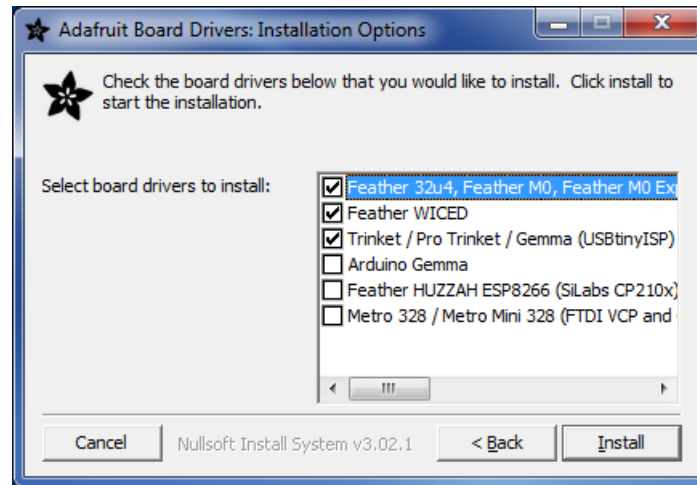 Adafruit Board Drivers: Installation Options
Check the board drivers below that you would like to install. Click install to
start the installation.
Select board drivers to install:
Feather 32u4, Feather M0, Feather M0 Exp
Feather WICED
Trinket / Pro Trinket / Gemma (USBtinyISP)
Arduino Gemma
Feather HUZZAH ESP8266 (SiLabs CP210x)
Metro 328 / Metro Mini 328 (FTDI VCP and
Cancel
Nullsoft Install System v3.02.1
< Back
Install